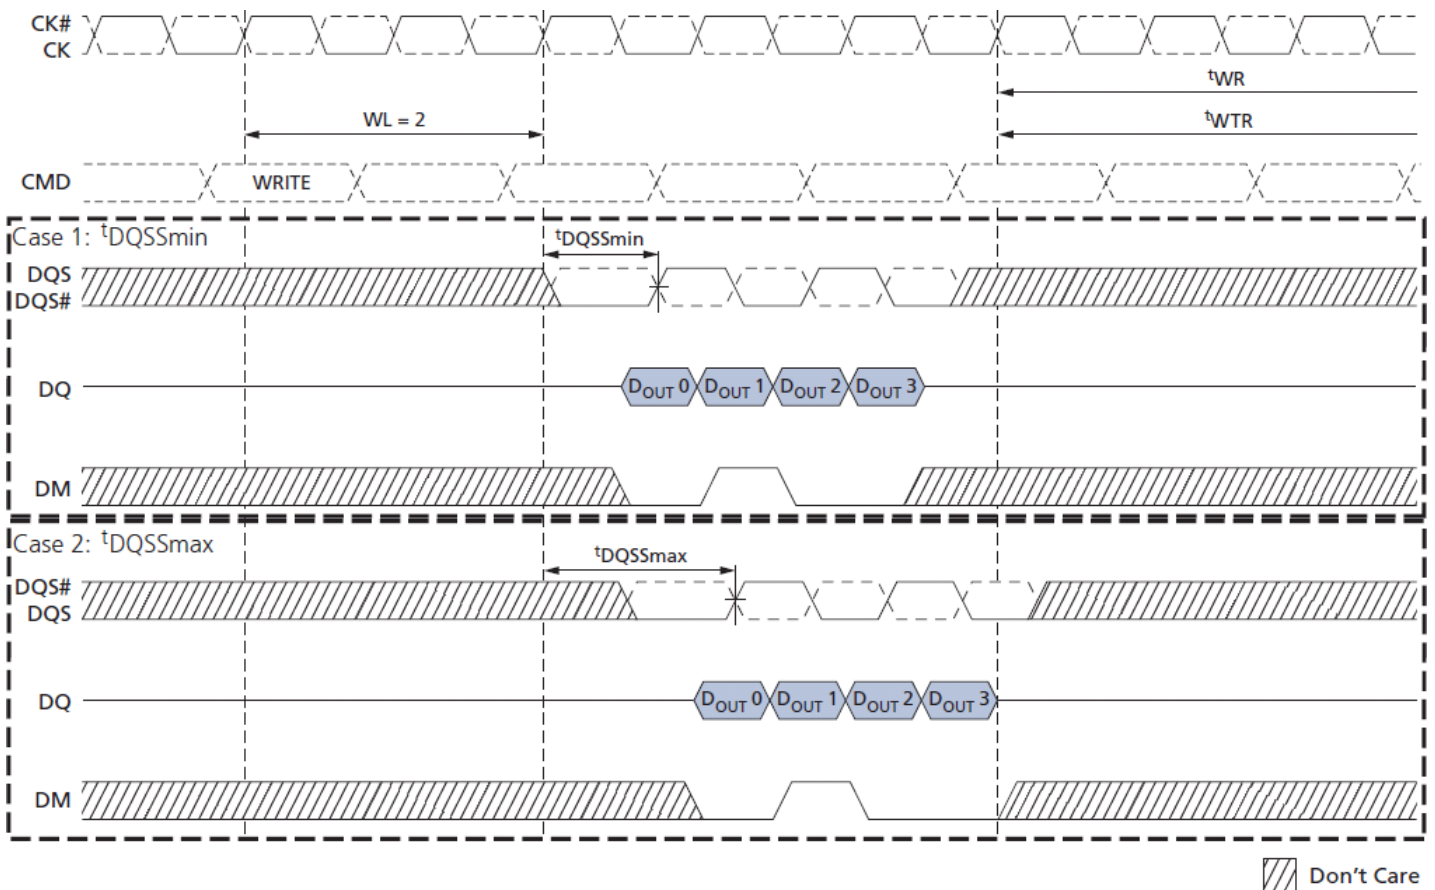 CK#
CK
tWR
WL = 2
tWTR
CMD
WRITE
Case 1: tDQSSmin
tDQSSmin
DQS
DQS#
DQ
DOUT 0 DOUT 1 DOUT 2 DOUT 3
DM
Case 2: tDQSSmax
tDQSSmax
DQS#
DQS
DQ
DOUT 0 DOUT 1 DOUT 2 DOUT 3
DM
Don't Care